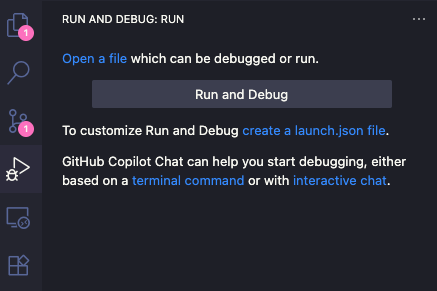 RUN AND DEBUG: RUN
1
Open a file which can be debugged or run.
Run and Debug
1
To customize Run and Debug create a launch.json file.
GitHub Copilot Chat can help you start debugging, either
based on a terminal command or with interactive chat.